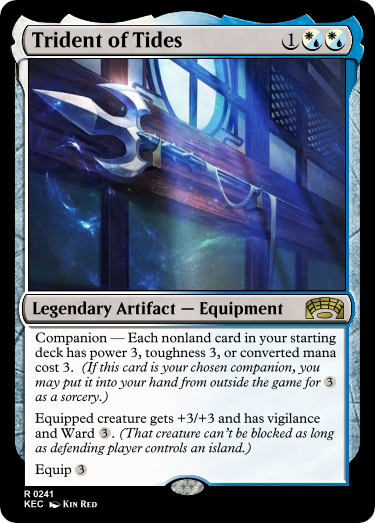 Trident of Tides 1
Legendary Artifact — Equipment
Companion — Each nonland card in your starting
deck has power 3, toughness 3, or converted mana
cost 3. (If this card is your chosen companion, you
may put it into your hand from outside the game for 3
as a sorcery.)
Equipped creature gets +3/+3 and has vigilance
and Ward 3. (That creature can't be blocked as long
as defending player controls an island.)
Equip 3
R 0241
KEC Kin Red